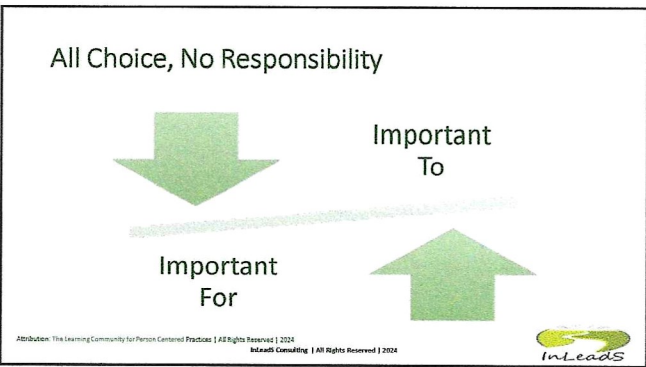 All Choice, No Responsibility
Important
To
Important
For
Attribution: The Learning Community for Person Centered Practices | All Rights Reserved | 2024
InLeadS Consulting | All Rights Reserved | 2024
InLeadS